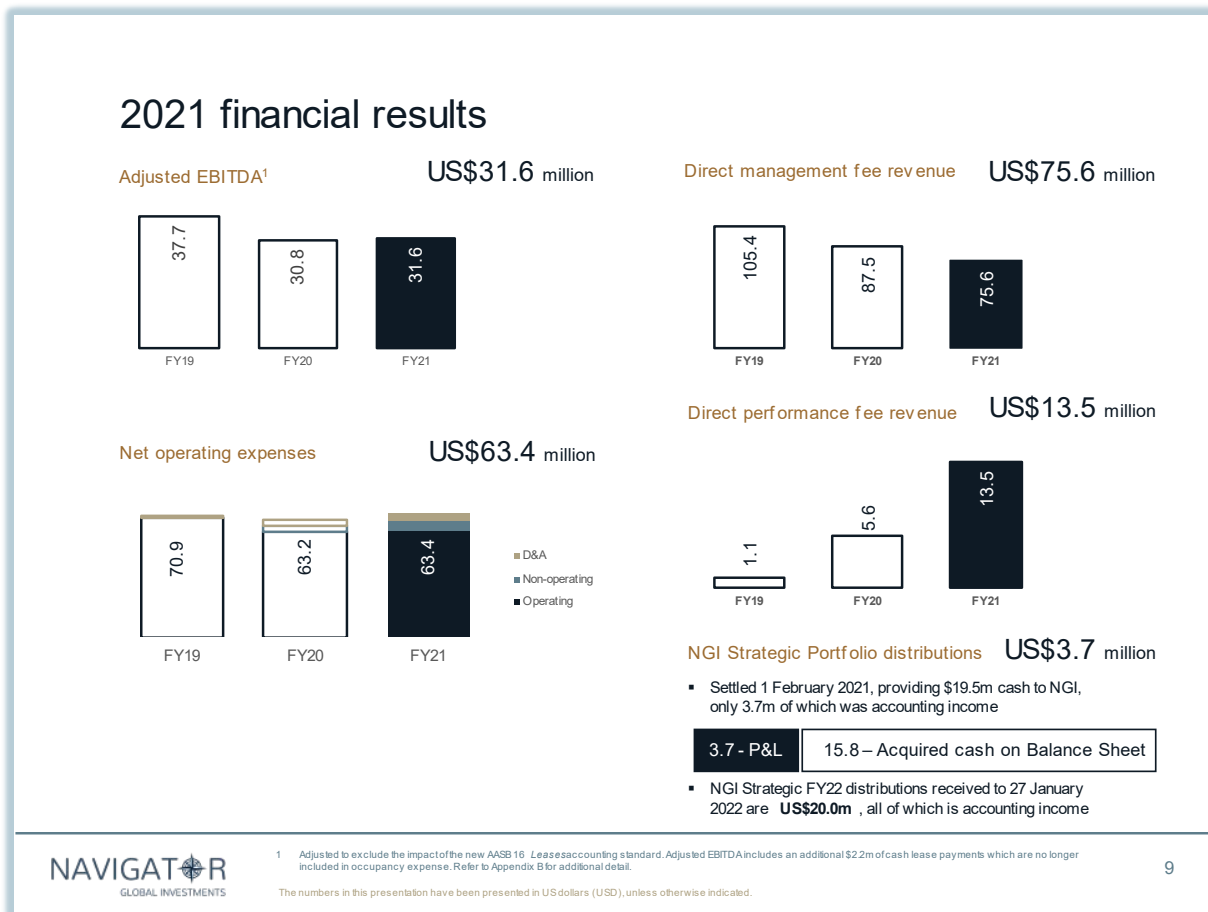 2021 financial results
Adjusted EBITDA1
US$31.6 million
37.7
30.8
31.6
FY19
FY20
FY21
Net operating expenses
US$63.4 million
70.9
63.2
63.4
D&A
Non-operating
Operating
FY19
FY20
FY21
Direct management fee revenue
US$75.6 million
105.4
87.5
75.6
FY19
FY20
FY21
Direct performance fee revenue
US$13.5 million
1.1
5.6
13.5
FY19
FY20
FY21
NGI Strategic Portfolio distributions
US$3.7 million
▪ Settled 1 February 2021, providing $19.5m cash to NGI,
only 3.7m of which was accounting income
3.7 - P&L
15.8 – Acquired cash on Balance Sheet
▪ NGI Strategic FY22 distributions received to 27 January
2022 are US$20.0m , all of which is accounting income
NAVIGATOR
GLOBAL INVESTMENTS
1 Adjusted to exclude the impact of the new AASB 16 Leases accounting standard. Adjusted EBITDA includes an additional $2.2m of cash lease payments which are no longer
included in occupancy expense. Refer to Appendix B for additional detail.
The numbers in this presentation have been presented in US dollars (USD), unless otherwise indicated.
9